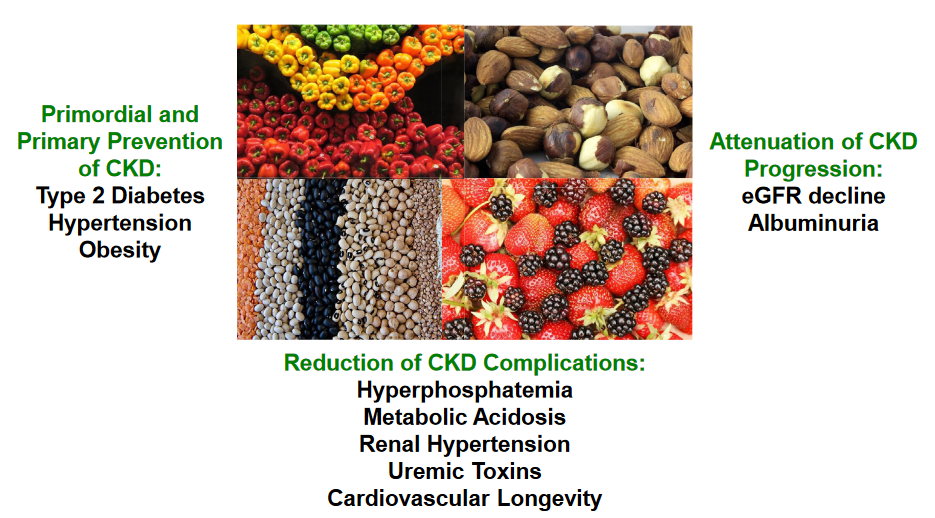 Primordial and
Primary Prevention
of CKD:
Type 2 Diabetes
Hypertension
Obesity
Attenuation of CKD
Progression:
eGFR decline
Albuminuria
Reduction of CKD Complications:
Hyperphosphatemia
Metabolic Acidosis
Renal Hypertension
Uremic Toxins
Cardiovascular Longevity